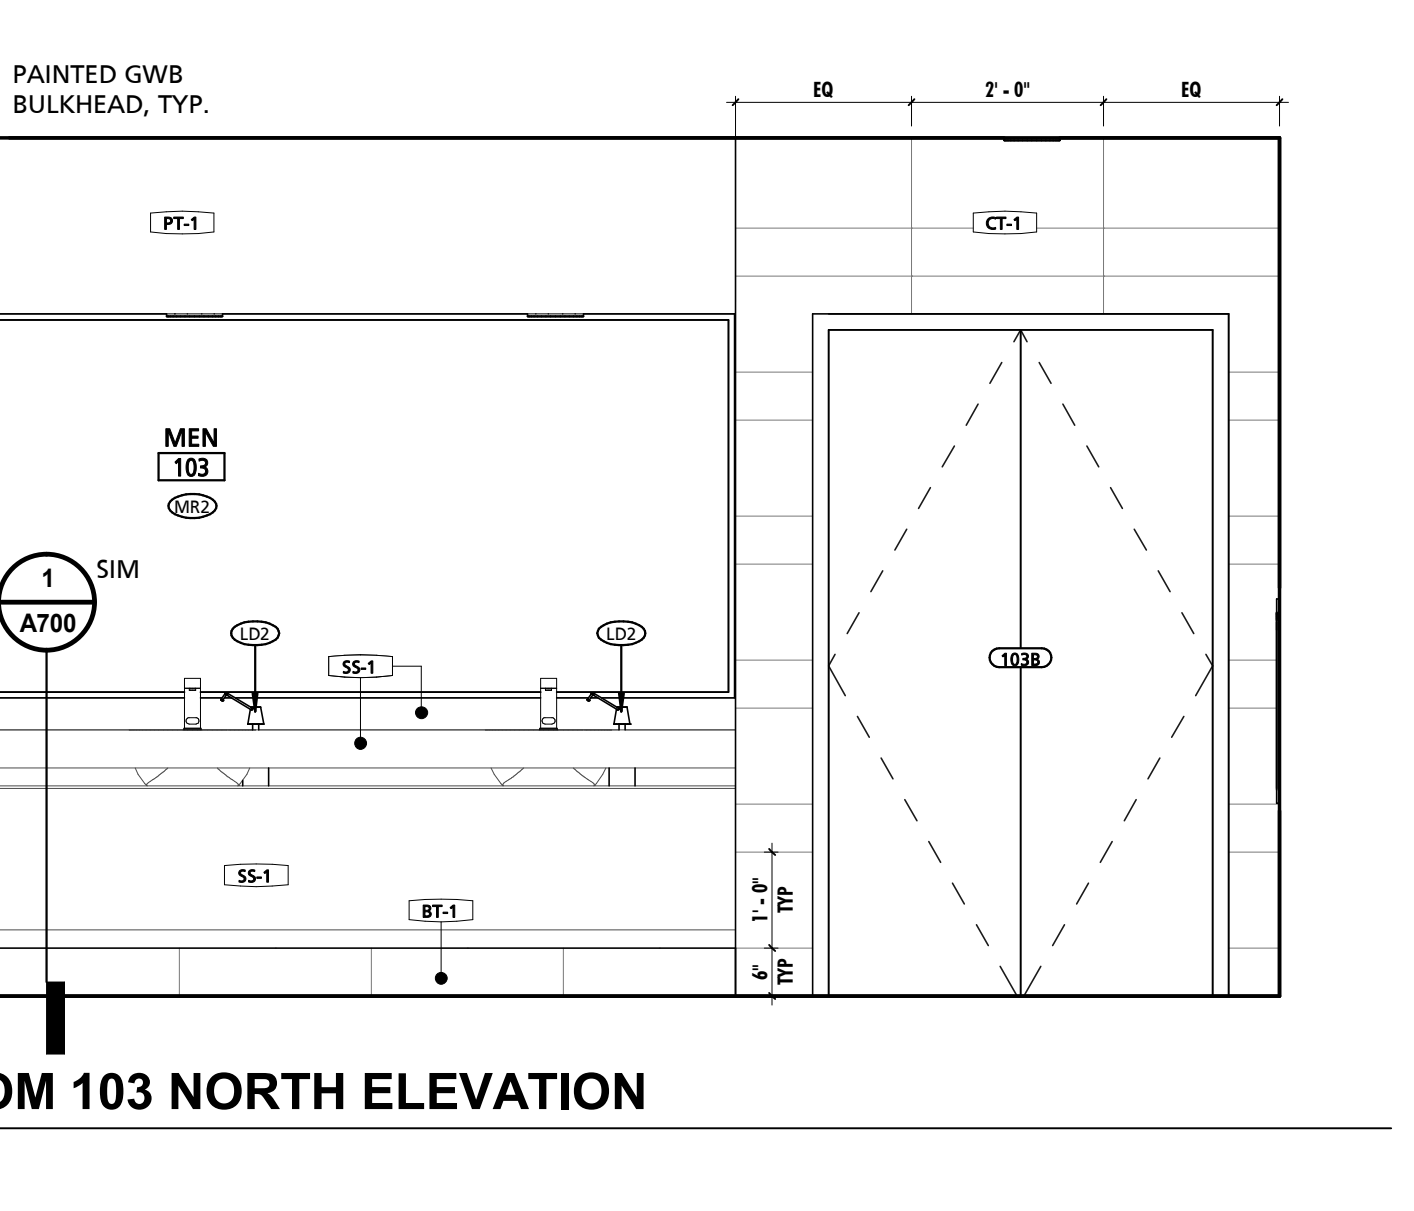 PAINTED GWB
BULKHEAD, TYP.
EQ
2' - 0"
EQ
PT-1
CT-1
MEN
103
MR2
1
SIM
A700
LD2
LD2
SS-1
103B
SS-1
BT-1
1' - 0"
TYP
6"
TYP
OM 103 NORTH ELEVATION